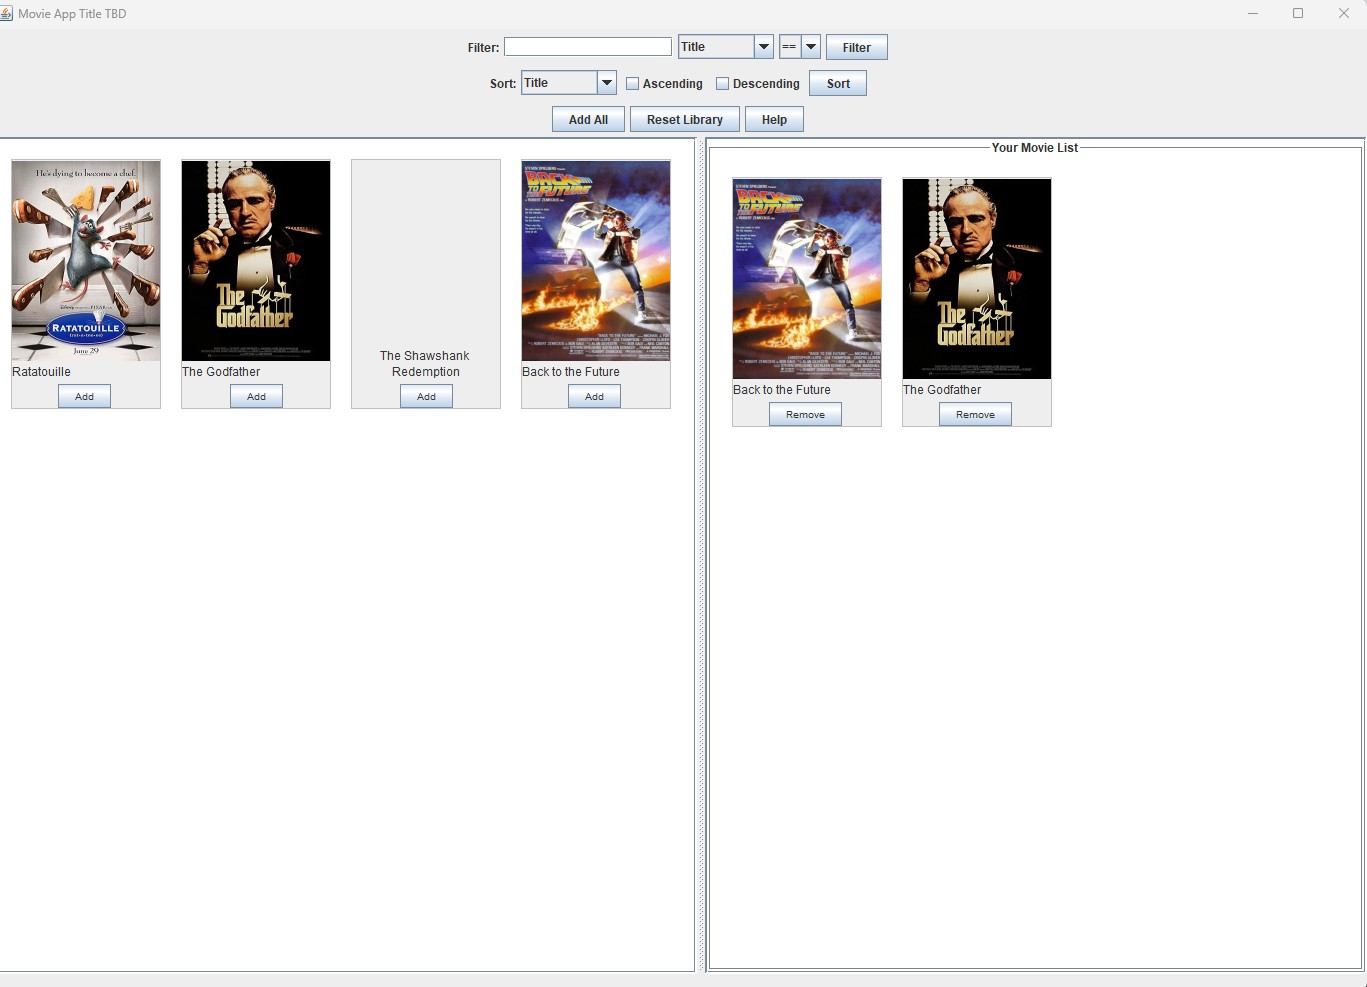 Movie App Title TBD
Filter: Title == Filter
Sort: Title Ascending Descending Sort
Add All Reset Library Help
Your Movie List
He's dying to become a chef.
RATATOUILLE
June 29
Ratatouille
Add
The Godfather
The Godfather
Add
The Shawshank
Redemption
Add
BACK
TO THE
FUTURE
Back to the Future
Add
BACK
TO THE
FUTURE
Back to the Future
Remove
The Godfather
The Godfather
Remove